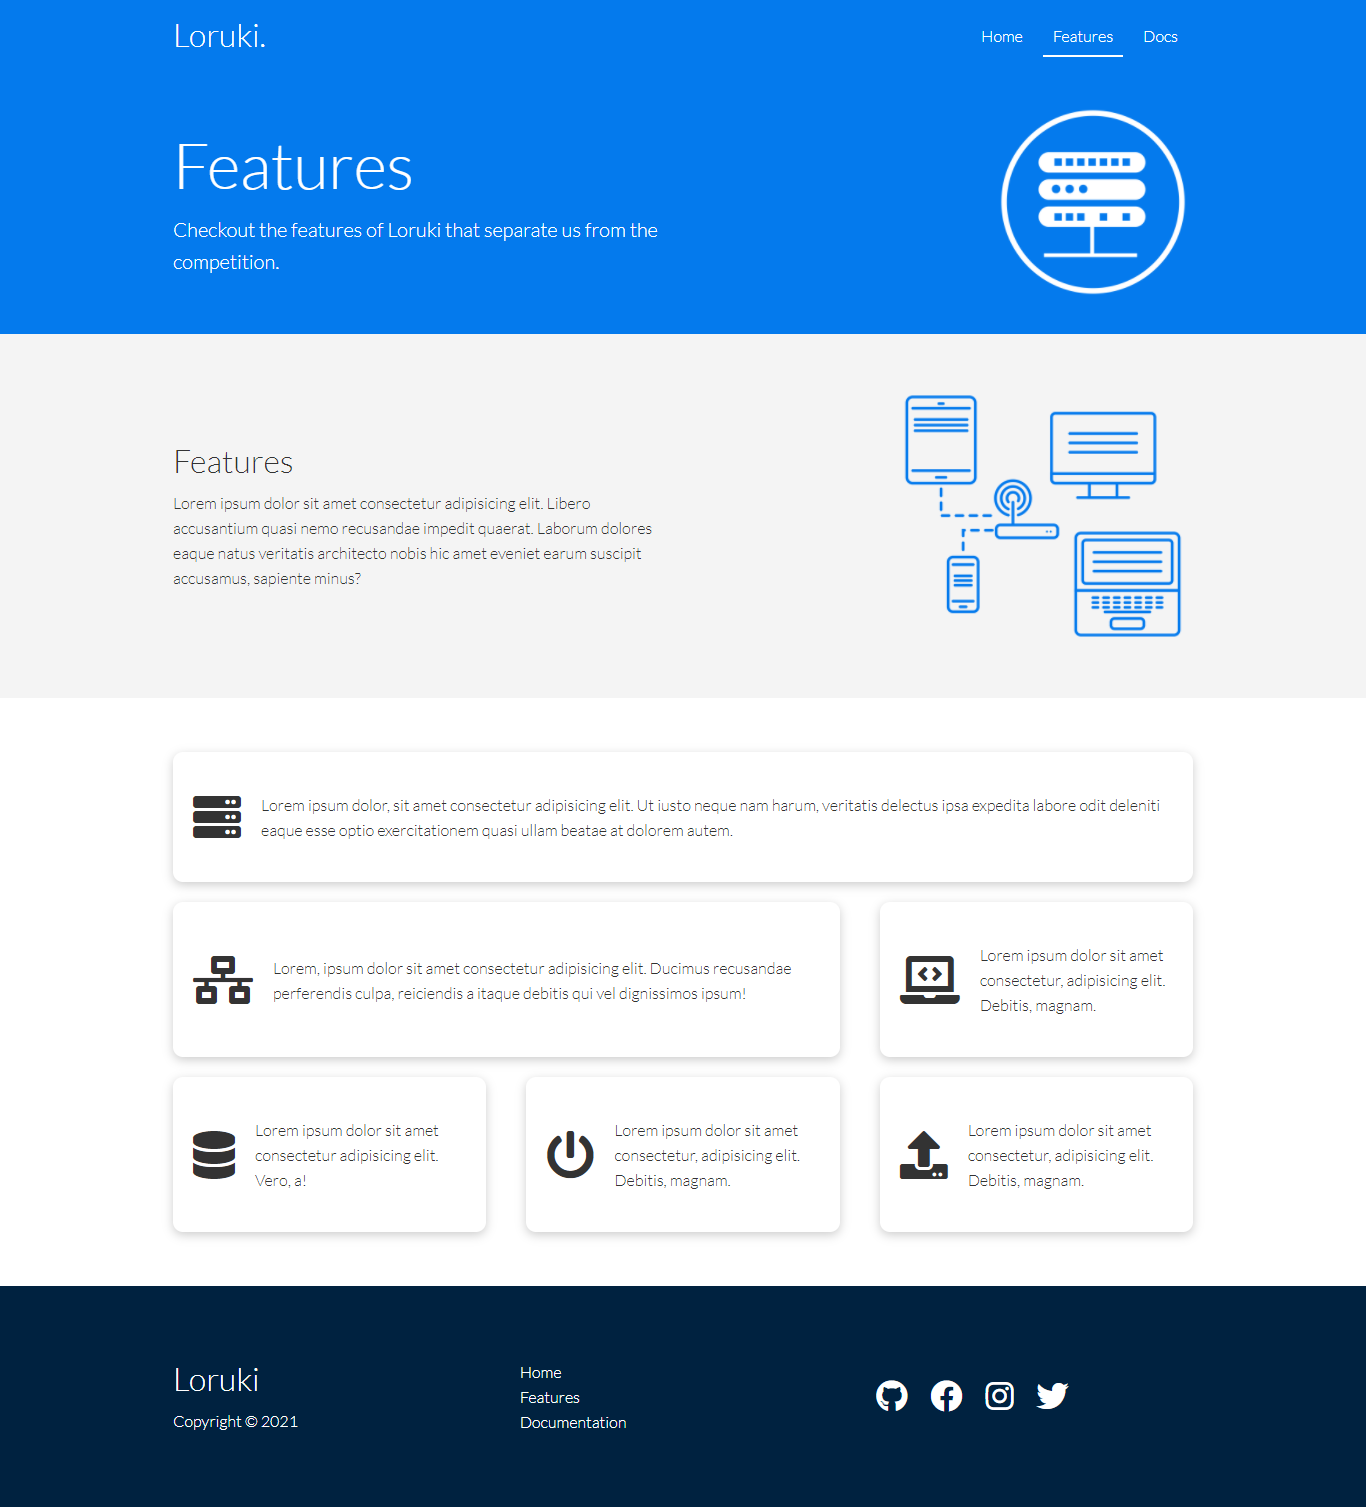 Loruki.
Home Features Docs
Features
Checkout the features of Loruki that separate us from the
competition.
Features
Lorem ipsum dolor sit amet consectetur adipisicing elit. Libero
accusantium quasi nemo recusandae impedit quaerat. Laborum dolores
eaque natus veritatis architecto nobis hic amet eveniet earum suscipit
accusamus, sapiente minus?
Lorem ipsum dolor, sit amet consectetur adipisicing elit. Ut iusto neque nam harum, veritatis delectus ipsa expedita labore odit deleniti
eaque esse optio exercitationem quasi ullam beatae at dolorem autem.
Lorem, ipsum dolor sit amet consectetur adipisicing elit. Ducimus recusandae
perferendis culpa, reiciendis a itaque debitis qui vel dignissimos ipsum!
Lorem ipsum dolor sit amet
consectetur, adipisicing elit.
Debitis, magnam.
Lorem ipsum dolor sit amet
consectetur adipisicing elit.
Vero, a!
Lorem ipsum dolor sit amet
consectetur, adipisicing elit.
Debitis, magnam.
Lorem ipsum dolor sit amet
consectetur, adipisicing elit.
Debitis, magnam.
Loruki
Copyright © 2021
Home
Features
Documentation